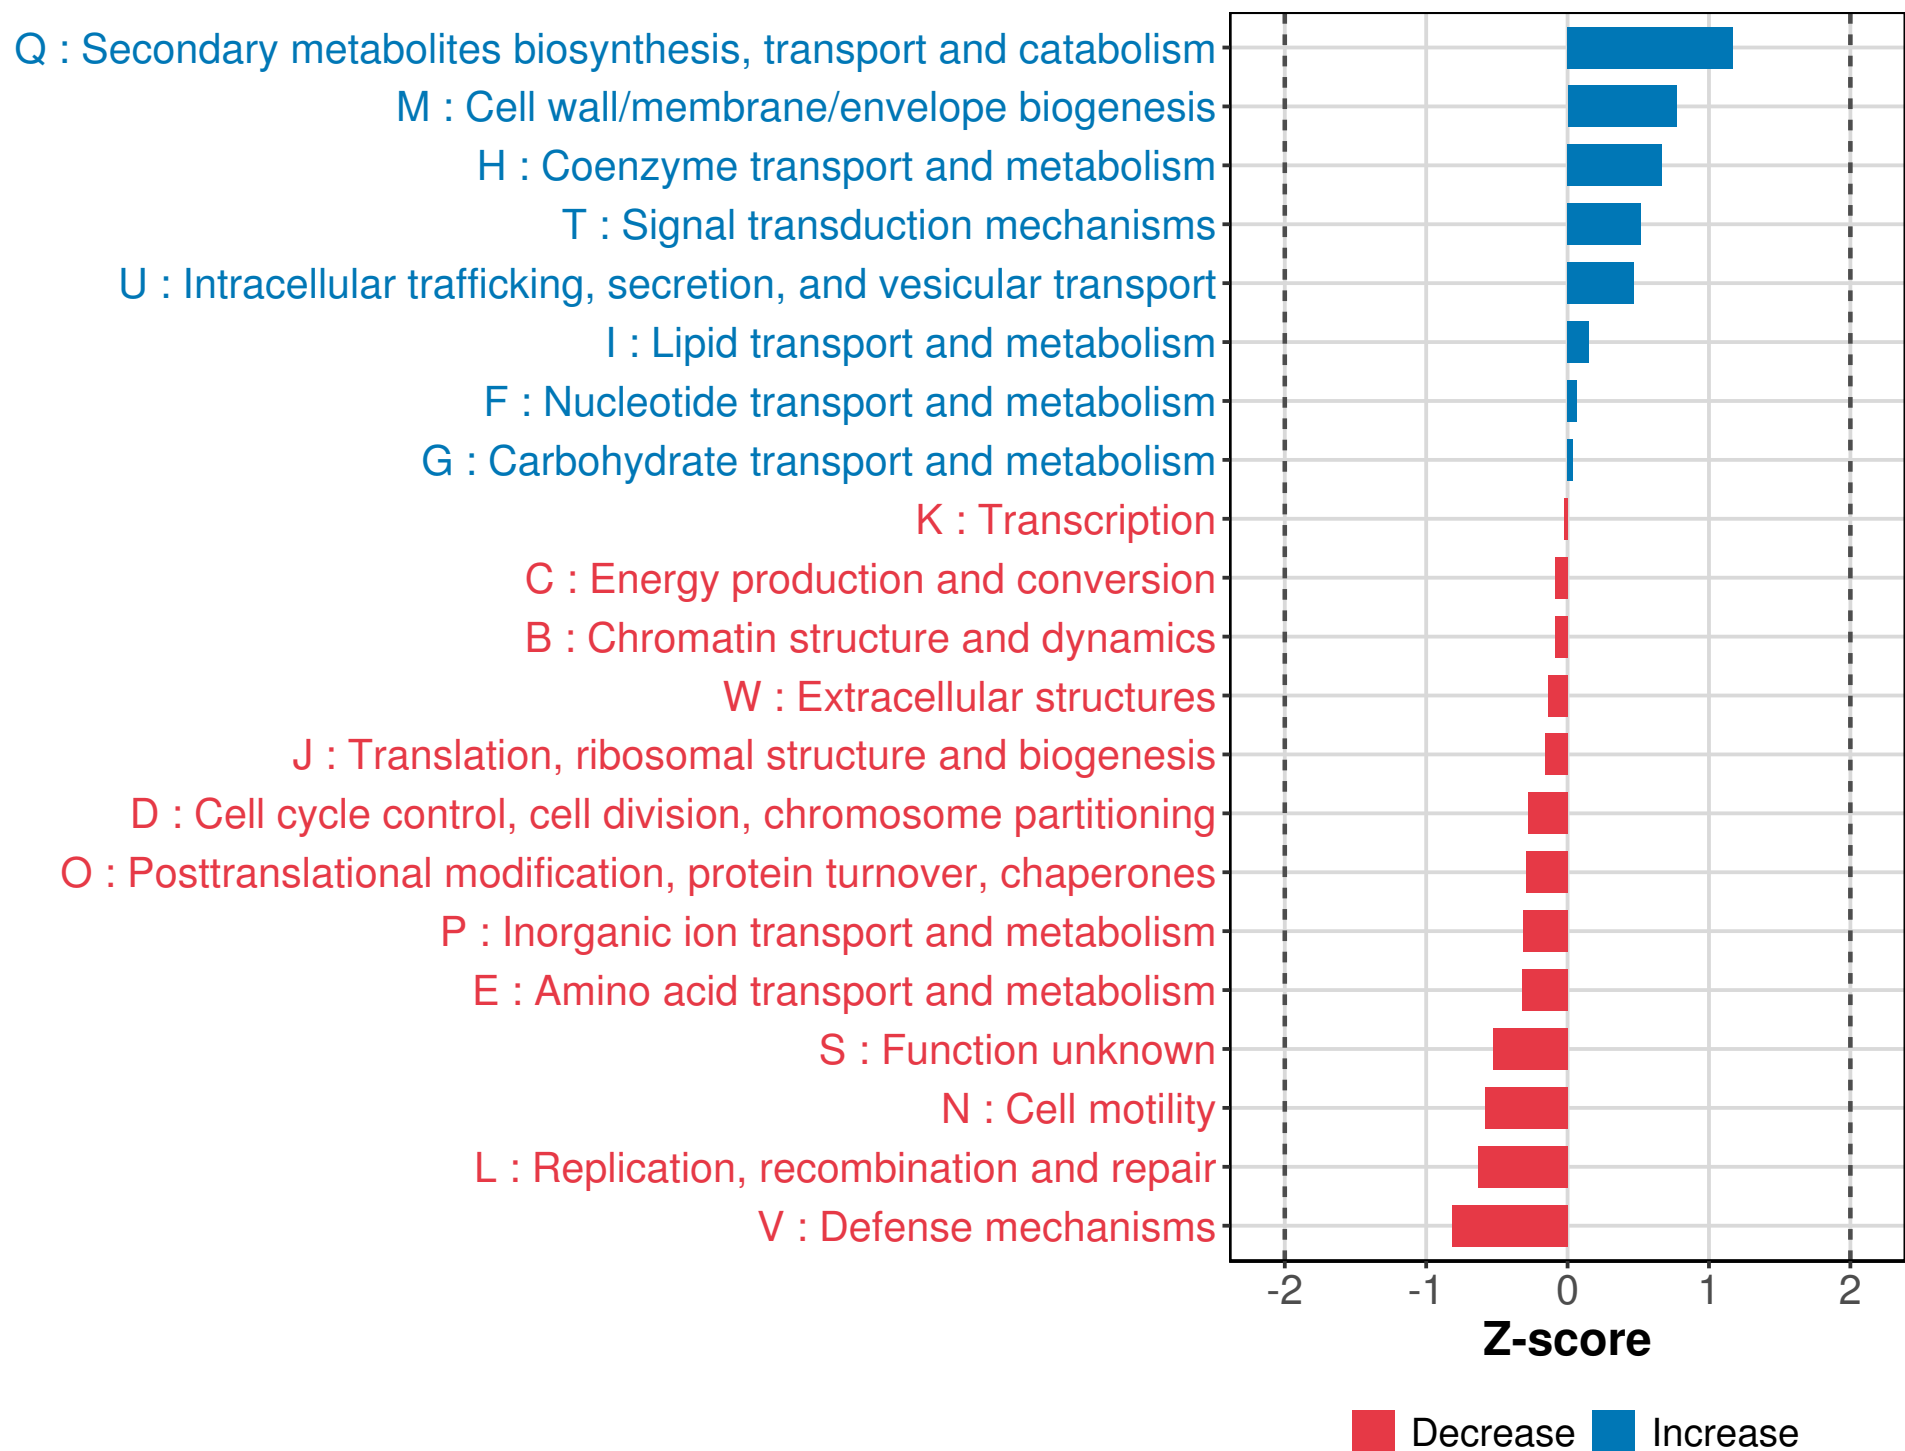 Q : Secondary metabolites biosynthesis, transport and catabolism
M : Cell wall/membrane/envelope biogenesis
H : Coenzyme transport and metabolism
T : Signal transduction mechanisms
U : Intracellular trafficking, secretion, and vesicular transport
I : Lipid transport and metabolism
F : Nucleotide transport and metabolism
G : Carbohydrate transport and metabolism
K : Transcription
C : Energy production and conversion
B : Chromatin structure and dynamics
W : Extracellular structures
J : Translation, ribosomal structure and biogenesis
D : Cell cycle control, cell division, chromosome partitioning
O : Posttranslational modification, protein turnover, chaperones
P : Inorganic ion transport and metabolism
E : Amino acid transport and metabolism
S : Function unknown
N : Cell motility
L : Replication, recombination and repair
V : Defense mechanisms
-2 -1 0 1 2
Z-score
Decrease Increase